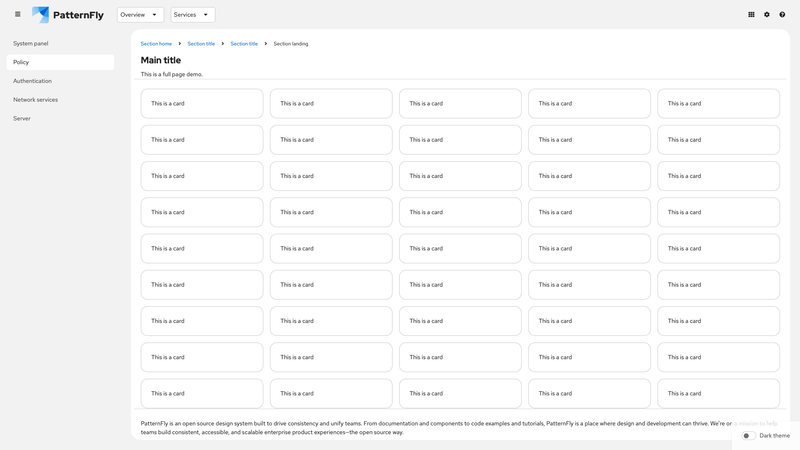 PatternFly
Overview
Services
System panel
Policy
Authentication
Network services
Server
Section home
Section title
Section title
Section landing
Main title
This is a full page demo.
This is a card This is a card This is a card This is a card This is a card
This is a card This is a card This is a card This is a card This is a card
This is a card This is a card This is a card This is a card This is a card
This is a card This is a card This is a card This is a card This is a card
This is a card This is a card This is a card This is a card This is a card
This is a card This is a card This is a card This is a card This is a card
This is a card This is a card This is a card This is a card This is a card
This is a card This is a card This is a card This is a card This is a card
This is a card This is a card This is a card This is a card This is a card
PatternFly is an open source design system built to drive consistency and unify teams. From documentation and components to code examples and tutorials, PatternFly is a place where design and development can thrive. We're on a mission to help
teams build consistent, accessible, and scalable enterprise product experiences—the open source way.
Dark theme